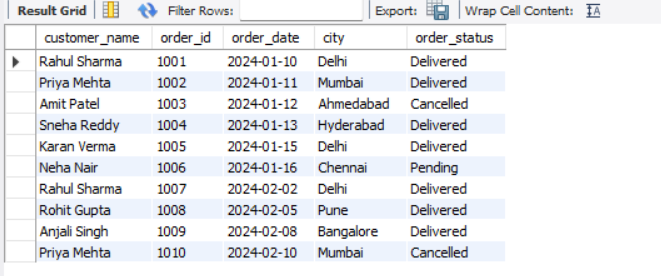 Result Grid Filter Rows: Export: Wrap Cell Content:
customer_name order_id order_date city order_status
Rahul Sharma 1001 2024-01-10 Delhi Delivered
Priya Mehta 1002 2024-01-11 Mumbai Delivered
Amit Patel 1003 2024-01-12 Ahmedabad Cancelled
Sneha Reddy 1004 2024-01-13 Hyderabad Delivered
Karan Verma 1005 2024-01-15 Delhi Delivered
Neha Nair 1006 2024-01-16 Chennai Pending
Rahul Sharma 1007 2024-02-02 Delhi Delivered
Rohit Gupta 1008 2024-02-05 Pune Delivered
Anjali Singh 1009 2024-02-08 Bangalore Delivered
Priya Mehta 1010 2024-02-10 Mumbai Cancelled